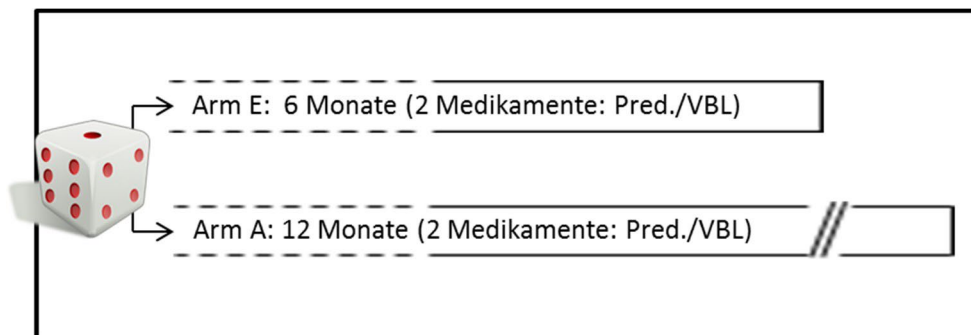 Arm E: 6 Monate (2 Medikamente: Pred./VBL)
Arm A: 12 Monate (2 Medikamente: Pred./VBL)